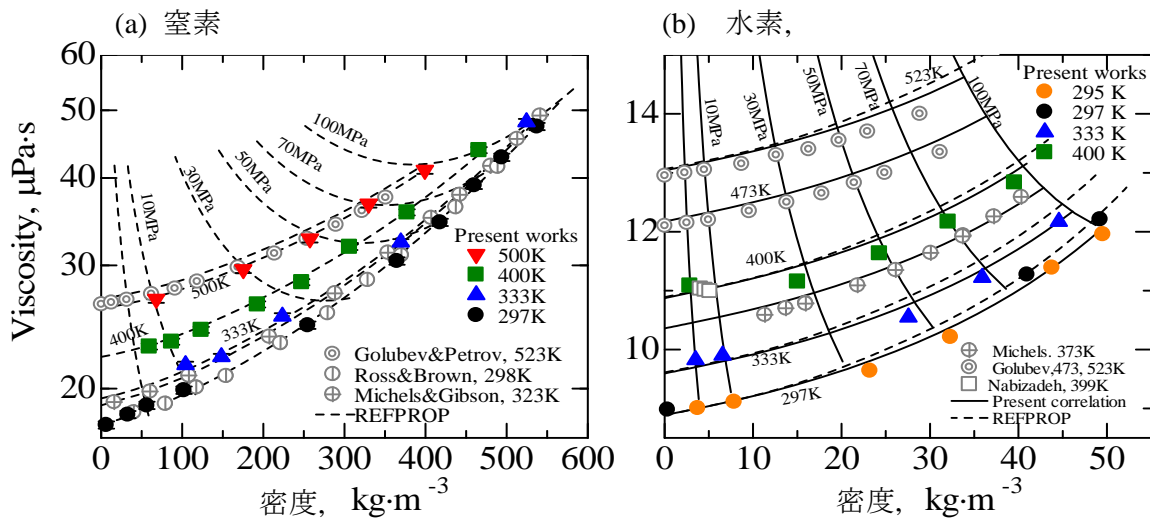 (a) 窒素
60
50
40
30
20
Viscosity, μPa·s
100MPa
70MPa
50MPa
30MPa
10MPa
500K
400K
333K
Present works
500K
400K
333K
297K
Golubev&Petrov, 523K
Ross&Brown, 298K
Michels&Gibson, 323K
REFPROP
0 100 200 300 400 500 600
密度, kg·m⁻³
(b) 水素,
14
12
10
10MPa
30MPa
50MPa
70MPa
100MPa
523K
473K
400K
333K
297K
Present works
295 K
297 K
333 K
400 K
Michels. 373K
Golubev,473, 523K
Nabizadeh, 399K
Present correlation
REFPROP
0 10 20 30 40 50
密度, kg·m⁻³